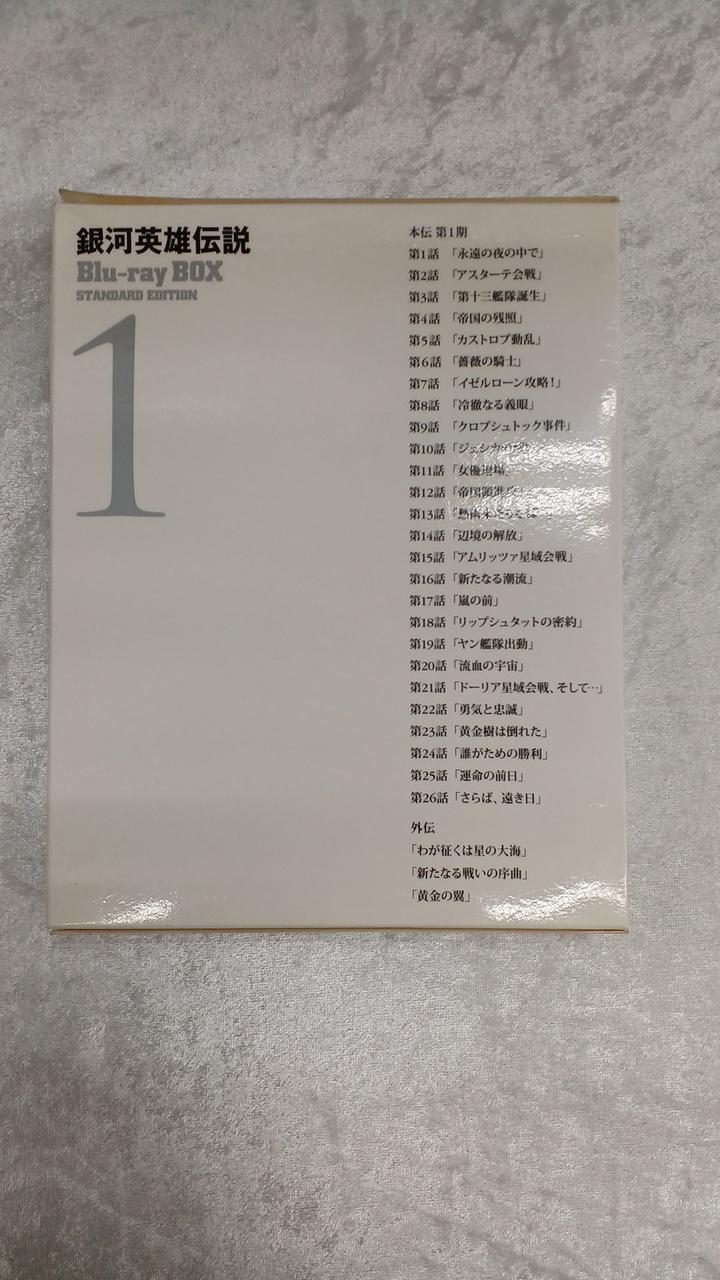 銀河英雄伝説
Blu-ray BOX
STANDARD EDITION
1
本伝 第1期
第1話 「永遠の夜の中で」
第2話 「アスターテ会戦」
第3話 「第十三艦隊誕生」
第4話 「帝国の残照」
第5話 「カストロプ動乱」
第6話 「薔薇の騎士」
第7話 「イゼルローン攻略!」
第8話 「冷徹なる義眼」
第9話 「クロプシュトック事件」
第10話 「ジェシカの
第11話 「女優退場」
第12話 「帝国領進攻
第13話
第14話 「辺境の解放」
第15話 「アムリッツァ星域会戦」
第16話 「新たなる潮流」
第17話 「嵐の前」
第18話 「リップシュタットの密約」
第19話 「ヤン艦隊出動」
第20話 「流血の宇宙」
第21話 「ドーリア星域会戦、そして…」
第22話 「勇気と忠誠」
第23話 「黄金樹は倒れた」
第24話 「誰がための勝利」
第25話 「運命の前日」
第26話 「さらば、遠き日」
外伝
「わが征くは星の大海」
「新たなる戦いの序曲」
「黄金の翼」